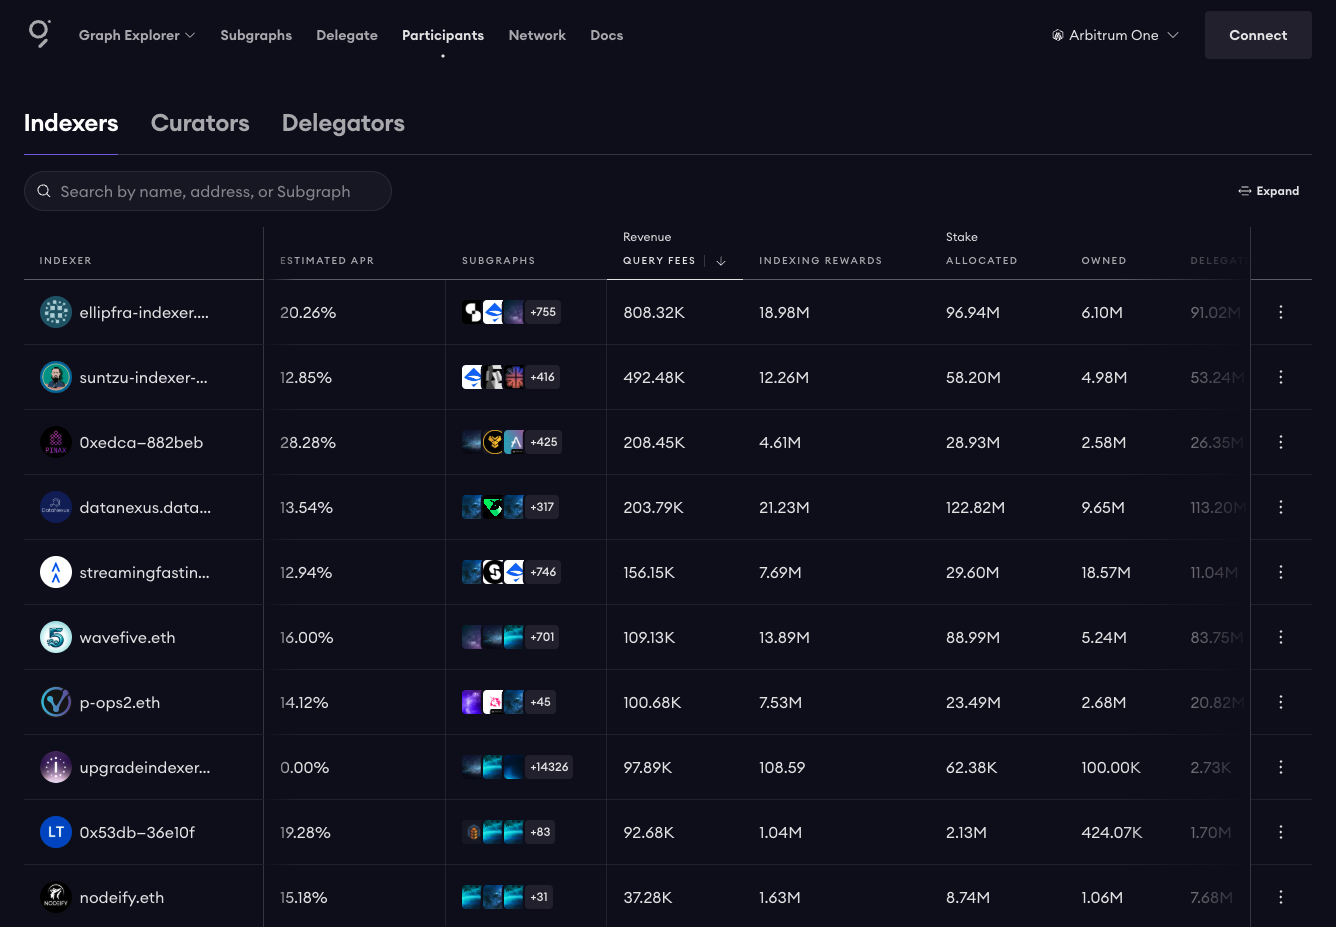 Graph Explorer Subgraphs Delegate Participants Network Docs Arbitrum One Connect
Indexers Curators Delegators
Search by name, address, or Subgraph Expand
Revenue Stake
INDEXER ESTIMATED APR SUBGRAPHS QUERY FEES INDEXING REWARDS ALLOCATED OWNED DELEGAT
ellipfra-indexer.... 20.26% +755 808.32K 18.98M 96.94M 6.10M 91.02M
suntzu-indexer-... 12.85% +416 492.48K 12.26M 58.20M 4.98M 53.24M
PINAX 0xedca–882beb 28.28% +425 208.45K 4.61M 28.93M 2.58M 26.35M
DataNexus datanexus.data... 13.54% +317 203.79K 21.23M 122.82M 9.65M 113.20M
streamingfastin... 12.94% +746 156.15K 7.69M 29.60M 18.57M 11.04M
5 wavefive.eth 16.00% +701 109.13K 13.89M 88.99M 5.24M 83.75M
p-ops2.eth 14.12% +45 100.68K 7.53M 23.49M 2.68M 20.82M
upgradeindexer... 0.00% +14326 97.89K 108.59 62.38K 100.00K 2.73K
LT 0x53db–36e10f 19.28% +83 92.68K 1.04M 2.13M 424.07K 1.70M
NODEIFY nodeify.eth 15.18% +31 37.28K 1.63M 8.74M 1.06M 7.68M